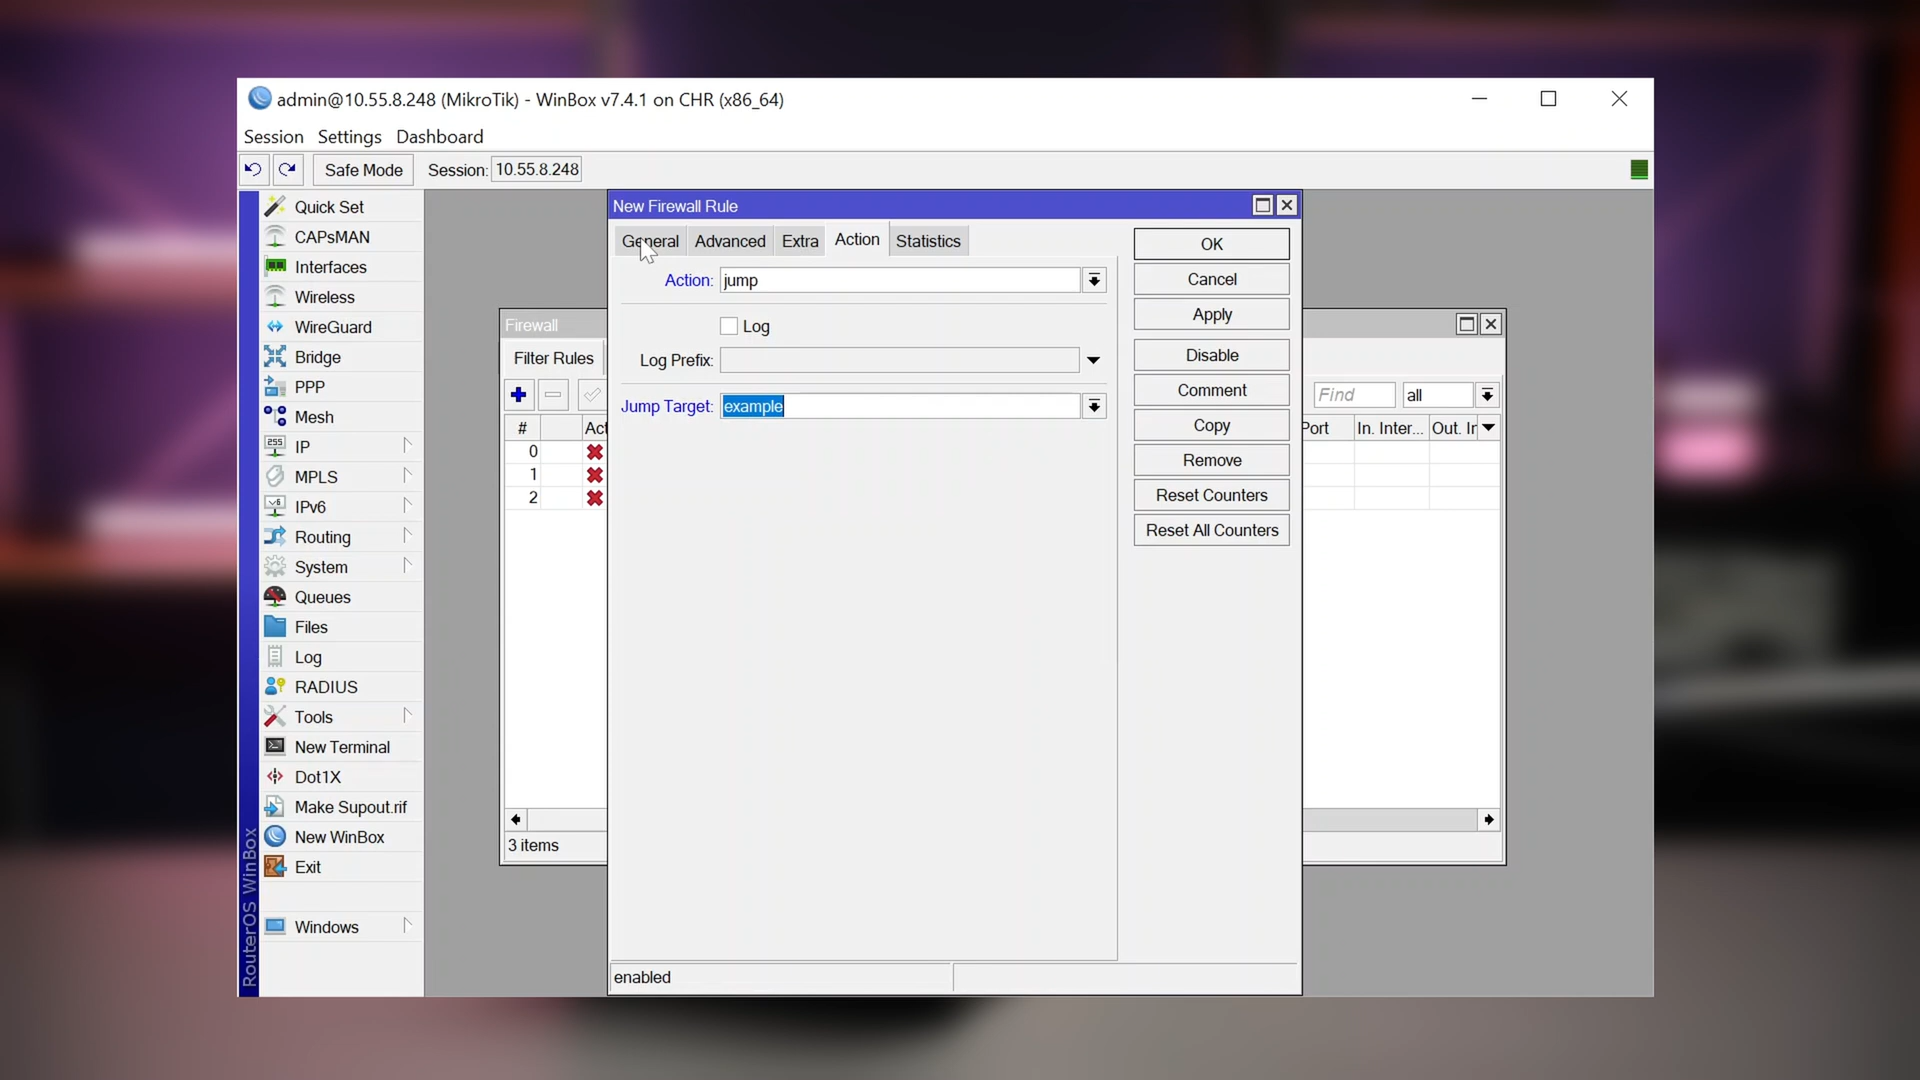 admin@10.55.8.248 (MikroTik) - WinBox v7.4.1 on CHR (x86_64)
Session Settings Dashboard
Safe Mode Session: 10.55.8.248
Quick Set
CAPsMAN
Interfaces
Wireless
WireGuard
Bridge
PPP
Mesh
IP
MPLS
IPv6
Routing
System
Queues
Files
Log
RADIUS
Tools
New Terminal
Dot1X
Make Supout.rif
New WinBox
Exit
Windows
RouterOS WinBox
Firewall
Filter Rules
Find all
# Act Port In. Inter... Out. Ir
0
1
2
3 items
New Firewall Rule
General Advanced Extra Action Statistics
Action: jump
Log
Log Prefix:
Jump Target: example
OK
Cancel
Apply
Disable
Comment
Copy
Remove
Reset Counters
Reset All Counters
enabled